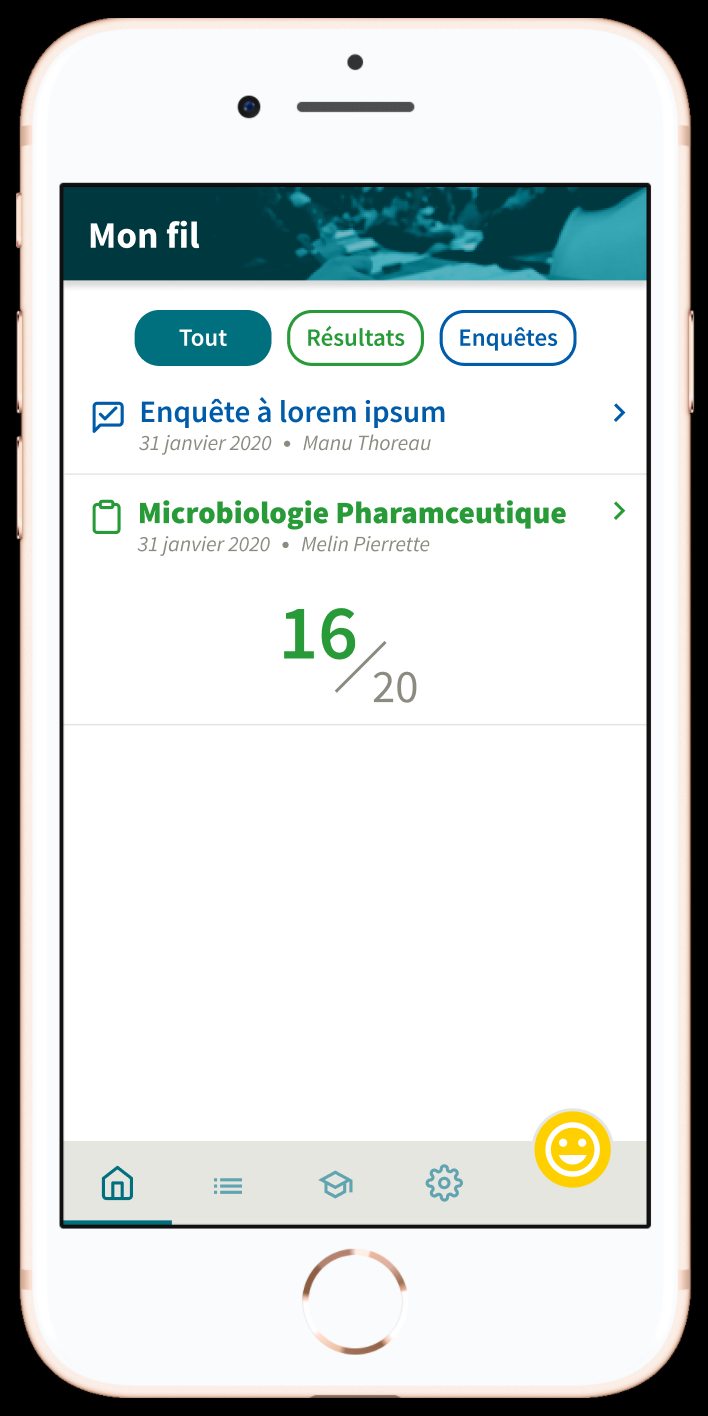 Mon fil
Tout
Résultats
Enquêtes
Enquête à lorem ipsum
31 janvier 2020 • Manu Thoreau
Microbiologie Pharamceutique
31 janvier 2020 • Melin Pierrette
16/20